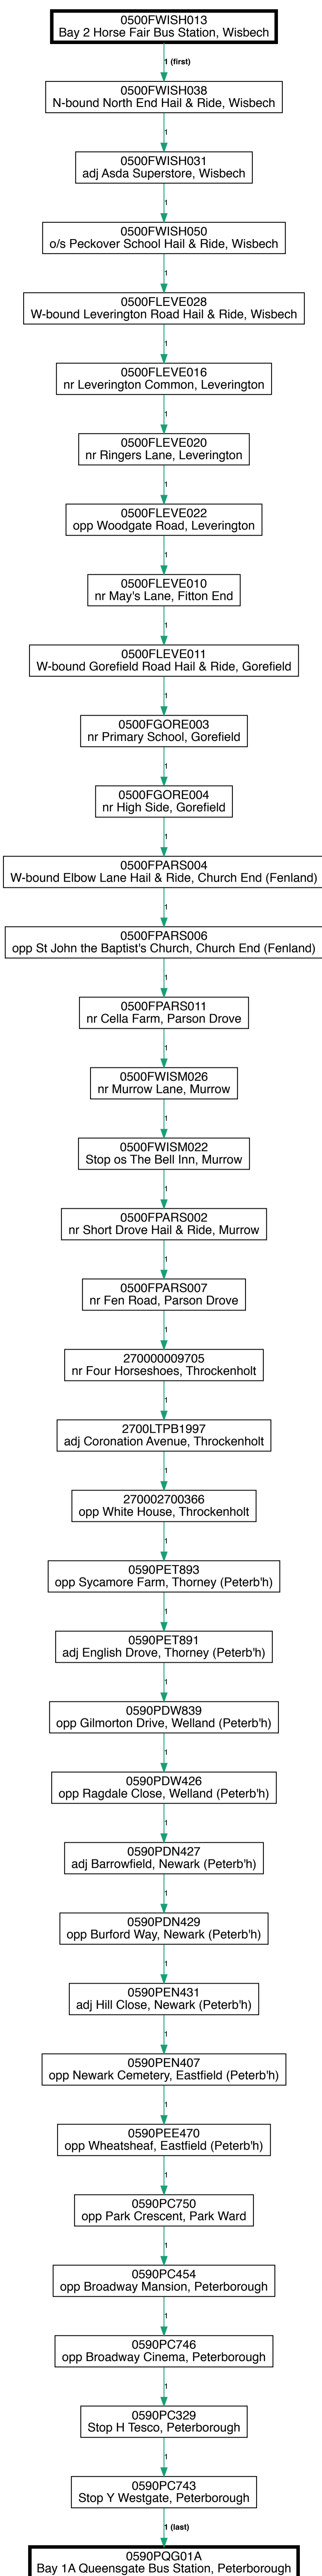 0500FWISH013
Bay 2 Horse Fair Bus Station, Wisbech
1 (first)
0500FWISH038
N-bound North End Hail & Ride, Wisbech
1
0500FWISH031
adj Asda Superstore, Wisbech
1
0500FWISH050
o/s Peckover School Hail & Ride, Wisbech
1
0500FLEVE028
W-bound Leverington Road Hail & Ride, Wisbech
1
0500FLEVE016
nr Leverington Common, Leverington
1
0500FLEVE020
nr Ringers Lane, Leverington
1
0500FLEVE022
opp Woodgate Road, Leverington
1
0500FLEVE010
nr May's Lane, Fitton End
1
0500FLEVE011
W-bound Gorefield Road Hail & Ride, Gorefield
1
0500FGORE003
nr Primary School, Gorefield
1
0500FGORE004
nr High Side, Gorefield
1
0500FPARS004
W-bound Elbow Lane Hail & Ride, Church End (Fenland)
1
0500FPARS006
opp St John the Baptist's Church, Church End (Fenland)
1
0500FPARS011
nr Cella Farm, Parson Drove
1
0500FWISM026
nr Murrow Lane, Murrow
1
0500FWISM022
Stop os The Bell Inn, Murrow
1
0500FPARS002
nr Short Drove Hail & Ride, Murrow
1
0500FPARS007
nr Fen Road, Parson Drove
1
270000009705
nr Four Horseshoes, Throckenholt
1
2700LTPB1997
adj Coronation Avenue, Throckenholt
1
270002700366
opp White House, Throckenholt
1
0590PET893
opp Sycamore Farm, Thorney (Peterb'h)
1
0590PET891
adj English Drove, Thorney (Peterb'h)
1
0590PDW839
opp Gilmorton Drive, Welland (Peterb'h)
1
0590PDW426
opp Ragdale Close, Welland (Peterb'h)
1
0590PDN427
adj Barrowfield, Newark (Peterb'h)
1
0590PDN429
opp Burford Way, Newark (Peterb'h)
1
0590PEN431
adj Hill Close, Newark (Peterb'h)
1
0590PEN407
opp Newark Cemetery, Eastfield (Peterb'h)
1
0590PEE470
opp Wheatsheaf, Eastfield (Peterb'h)
1
0590PC750
opp Park Crescent, Park Ward
1
0590PC454
opp Broadway Mansion, Peterborough
1
0590PC746
opp Broadway Cinema, Peterborough
1
0590PC329
Stop H Tesco, Peterborough
1
0590PC743
Stop Y Westgate, Peterborough
1 (last)
0590PQG01A
Bay 1A Queensgate Bus Station, Peterborough